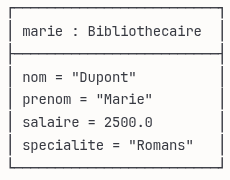 marie : Bibliothecaire
nom = "Dupont"
prenom = "Marie"
salaire = 2500.0
specialite = "Romans"